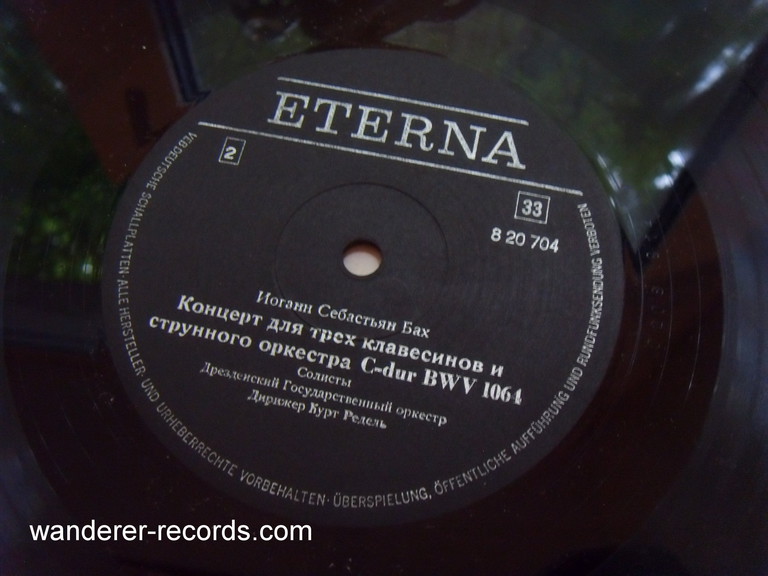 ETERNA
2
33
8 20 704
Иоганн Себастьян Бах
Концерт для трех клавесинов и
струнного оркестра C-dur BWV 1064
Солисты
Дрезденский Государственный оркестр
Дирижер Курт Редель
VEB DEUTSCHE SCHALLPLATTEN · ALLE HERSTELLER- UND URHEBERRECHTE VORBEHALTEN · ÜBERSPIELUNG, ÖFFENTLICHE AUFFÜHRUNG UND RUNDFUNKSENDUNG VERBOTEN
wanderer-records.com